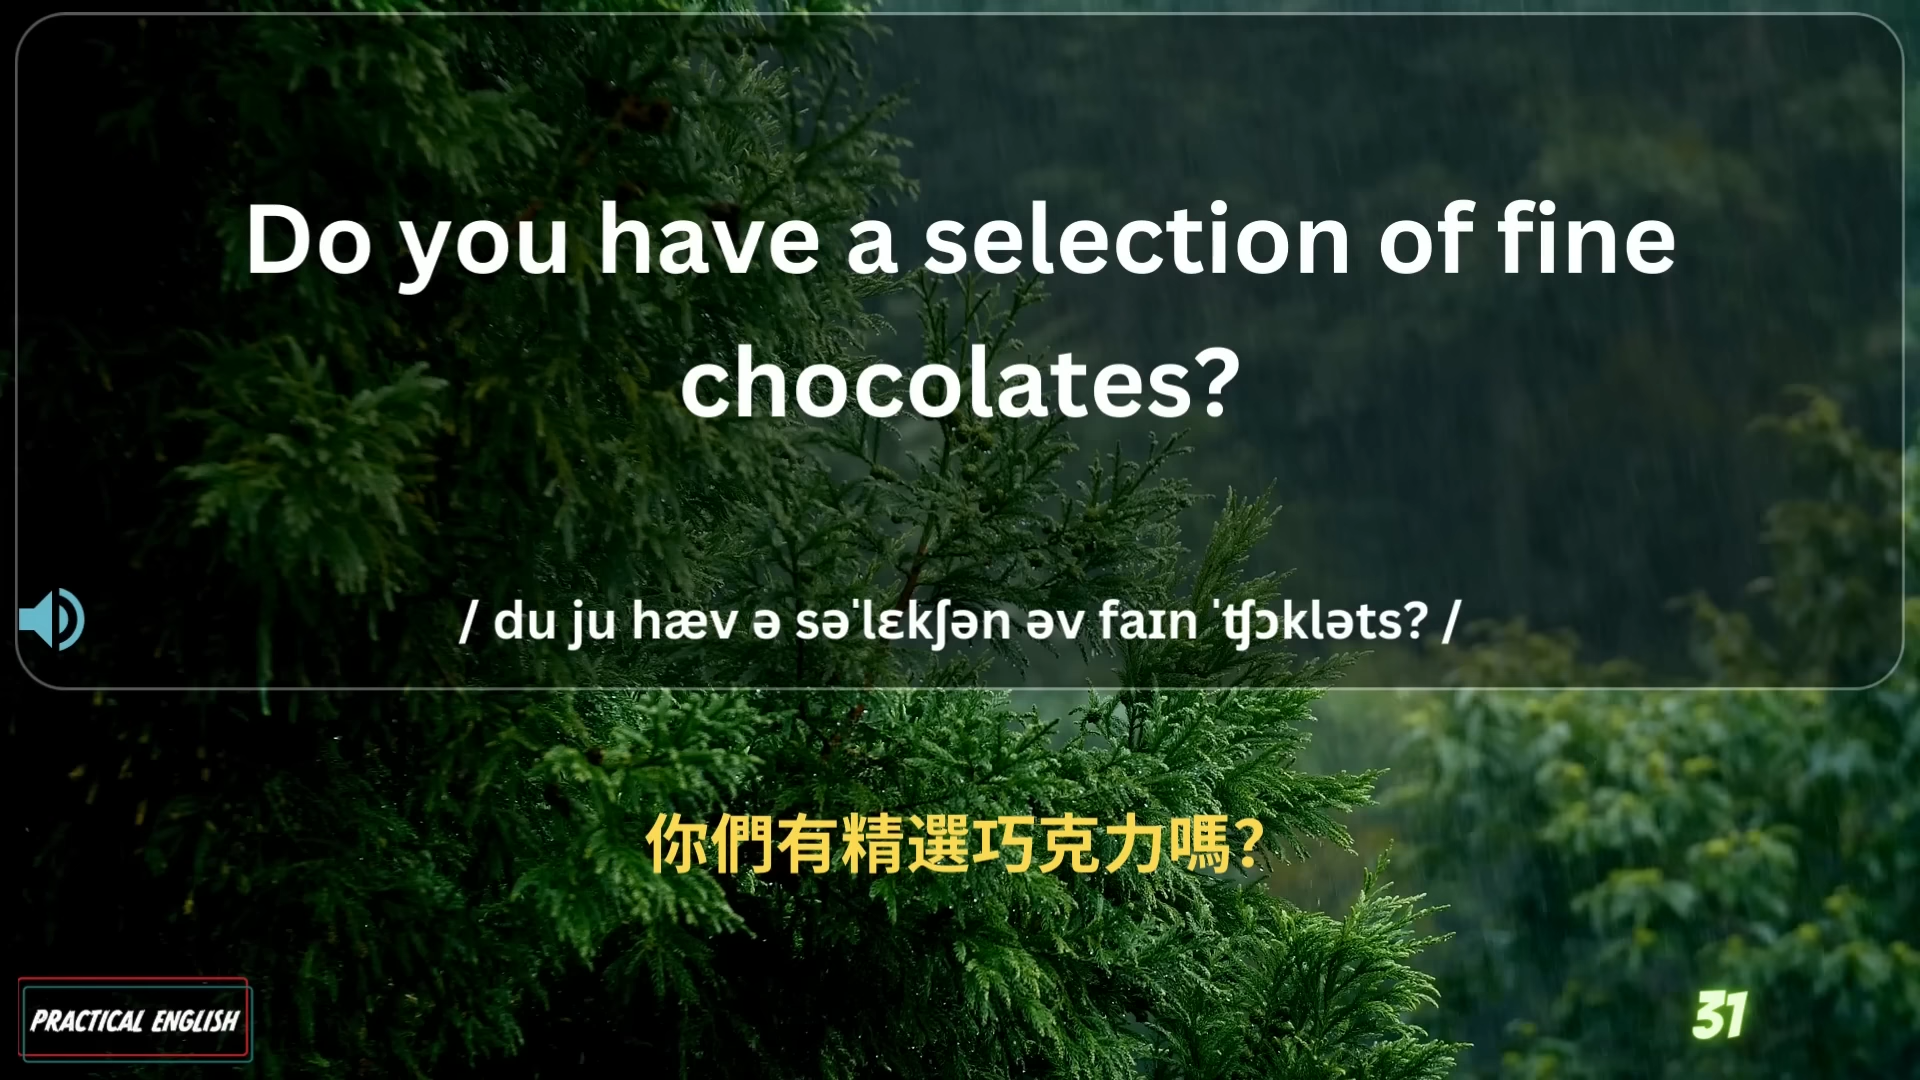 Do you have a selection of fine
chocolates?
/ du ju hæv ə səˈlɛkʃən əv faɪn ˈʧɔkləts? /
你們有精選巧克力嗎?
PRACTICAL ENGLISH
31